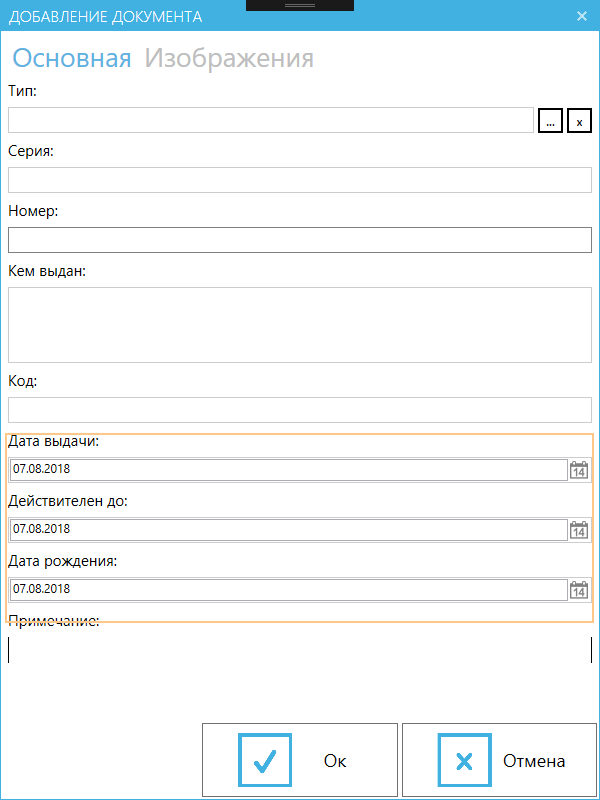 ДОБАВЛЕНИЕ ДОКУМЕНТА
Основная Изображения
Тип:
... x
Серия:
Номер:
Кем выдан:
Код:
Дата выдачи:
07.08.2018 14
Действителен до:
07.08.2018 14
Дата рождения:
07.08.2018 14
Примечание:
Ок Отмена